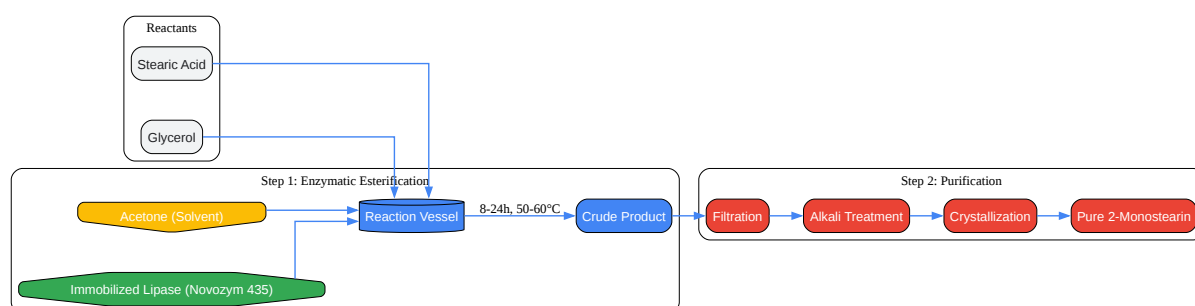 Reactants
Stearic Acid
Glycerol
Step 1: Enzymatic Esterification
Acetone (Solvent)
Immobilized Lipase (Novozym 435)
Reaction Vessel
8-24h, 50-60°C
Crude Product
Step 2: Purification
Filtration
Alkali Treatment
Crystallization
Pure 2-Monostearin